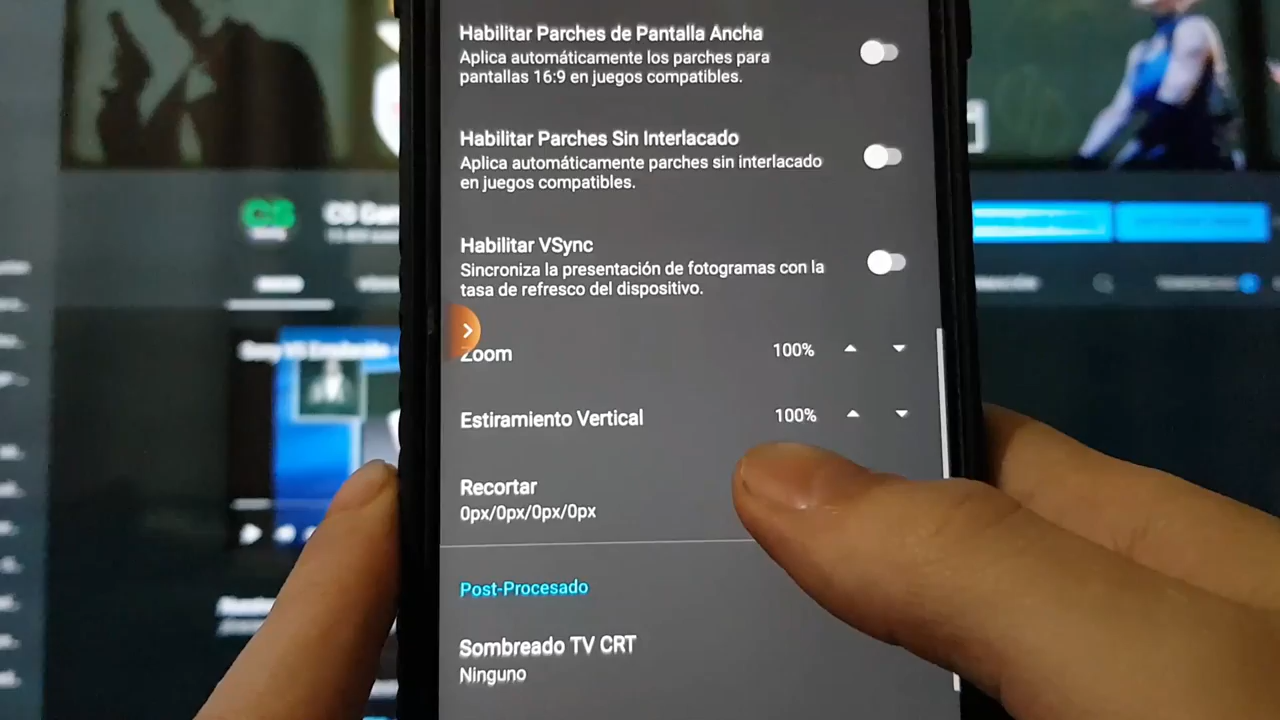 Habilitar Parches de Pantalla Ancha
Aplica automáticamente los parches para
pantallas 16:9 en juegos compatibles.
Habilitar Parches Sin Interlacado
Aplica automáticamente parches sin interlacado
en juegos compatibles.
Habilitar VSync
Sincroniza la presentación de fotogramas con la
tasa de refresco del dispositivo.
Zoom 100%
Estiramiento Vertical 100%
Recortar
0px/0px/0px/0px
Post-Procesado
Sombreado TV CRT
Ninguno
CS